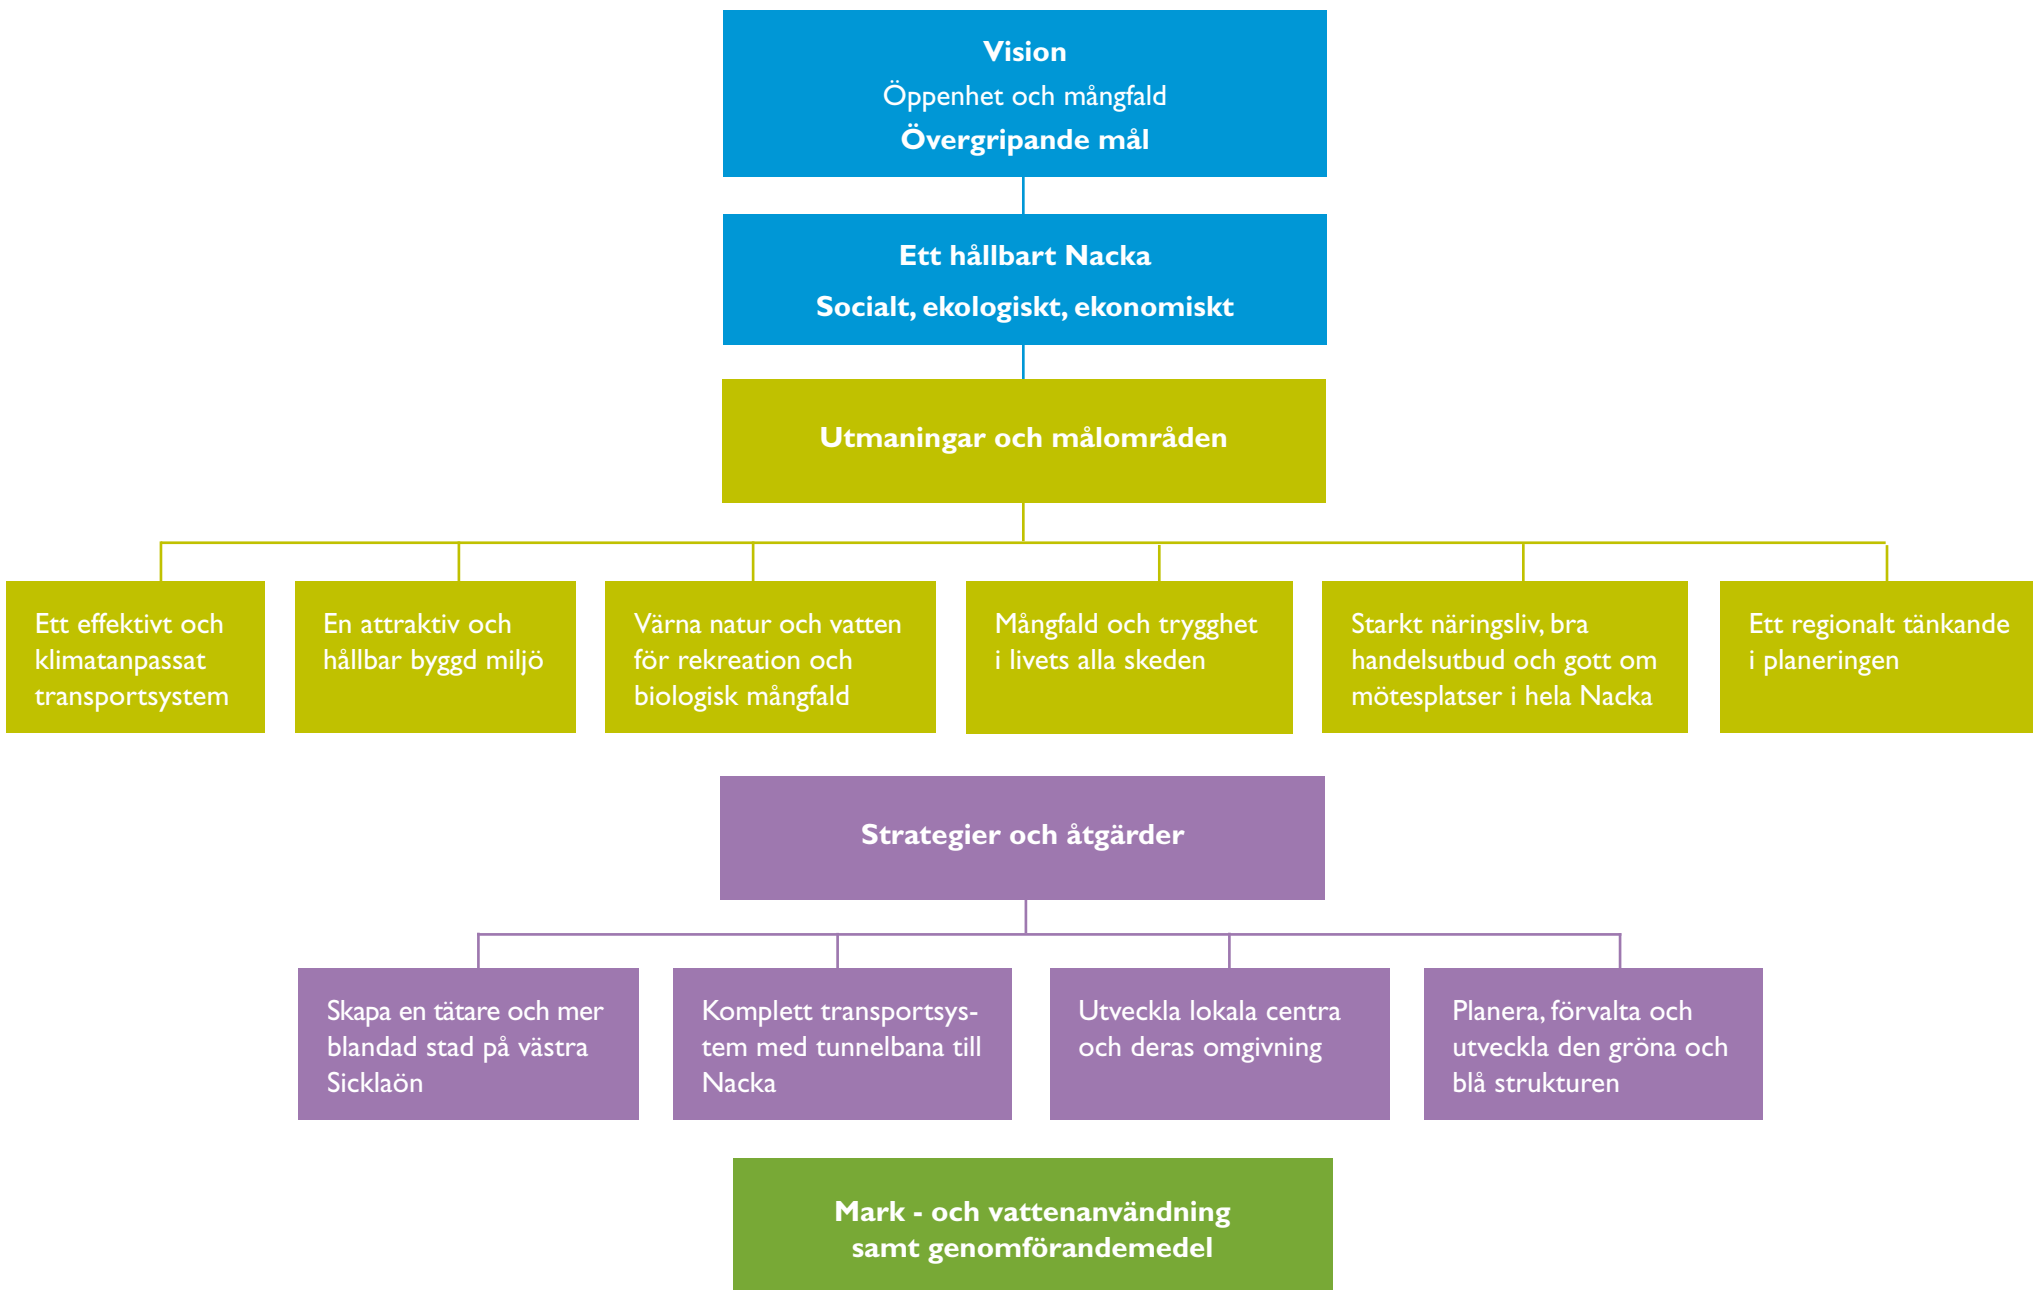 Vision
Öppenhet och mångfald
Övergripande mål
Ett hållbart Nacka
Socialt, ekologiskt, ekonomiskt
Utmaningar och målområden
Ett effektivt och
klimatanpassat
transportsystem
En attraktiv och
hållbar byggd miljö
Värna natur och vatten
för rekreation och
biologisk mångfald
Mångfald och trygghet
i livets alla skeden
Starkt näringsliv, bra
handelsutbud och gott om
mötesplatser i hela Nacka
Ett regionalt tänkande
i planeringen
Strategier och åtgärder
Skapa en tätare och mer
blandad stad på västra
Sicklaön
Komplett transportsys-
tem med tunnelbana till
Nacka
Utveckla lokala centra
och deras omgivning
Planera, förvalta och
utveckla den gröna och
blå strukturen
Mark - och vattenanvändning
samt genomförandemedel